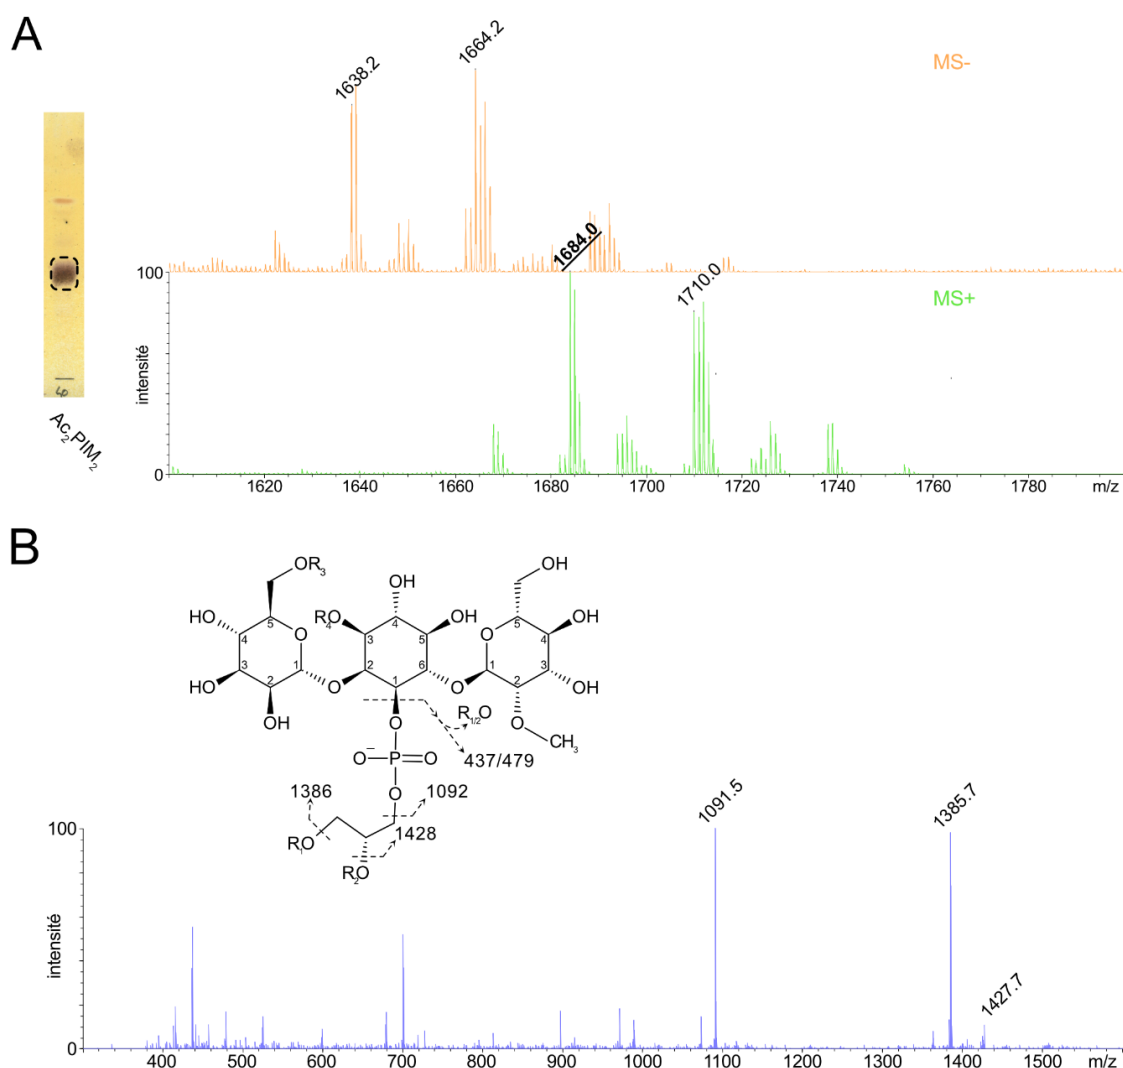 A
1638.2
1664.2
MS-
100
1684.0
1710.0
MS+
intensité
0
1620
1640
1660
1680
1700
1720
1740
1760
1780
m/z
Ac2PIM2
B
OR3
OH
OH
HO
R4O
OH
OH
HO
OH
O
O
O
O
OH
O
CH3
R1/2O
O
O−
P
O
437/479
O
1386
1092
R1O
1428
R2O
1 2 3 4 5
1 2 3 4 5 6
1 2 3 4 5
100
1091.5
1385.7
1427.7
intensité
0
400
500
600
700
800
900
1000
1100
1200
1300
1400
1500
m/z